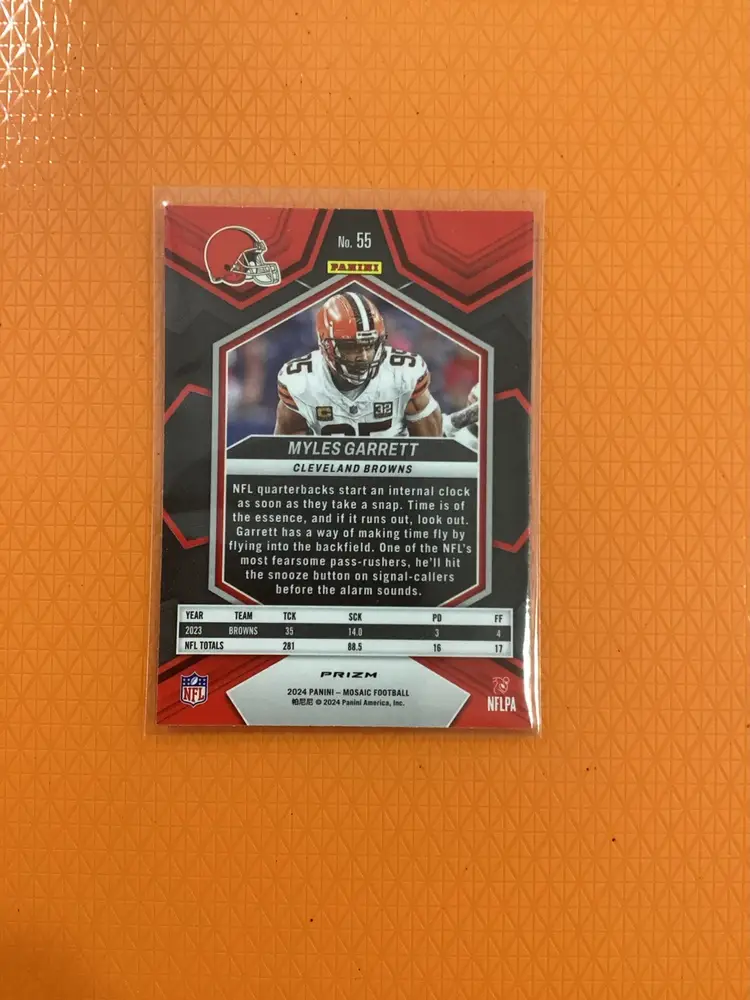 No. 55
PANINI
95
95
32
C
MYLES GARRETT
CLEVELAND BROWNS
NFL quarterbacks start an internal clock
as soon as they take a snap. Time is of
the essence, and if it runs out, look out.
Garrett has a way of making time fly by
flying into the backfield. One of the NFL's
most fearsome pass-rushers, he'll hit
the snooze button on signal-callers
before the alarm sounds.
YEAR TEAM TCK SCK PD FF
2023 BROWNS 35 14.0 3 4
NFL TOTALS 281 88.5 16 17
PRIZM
2024 PANINI – MOSAIC FOOTBALL
帕尼尼 © 2024 Panini America, Inc.
NFL
NFLPA